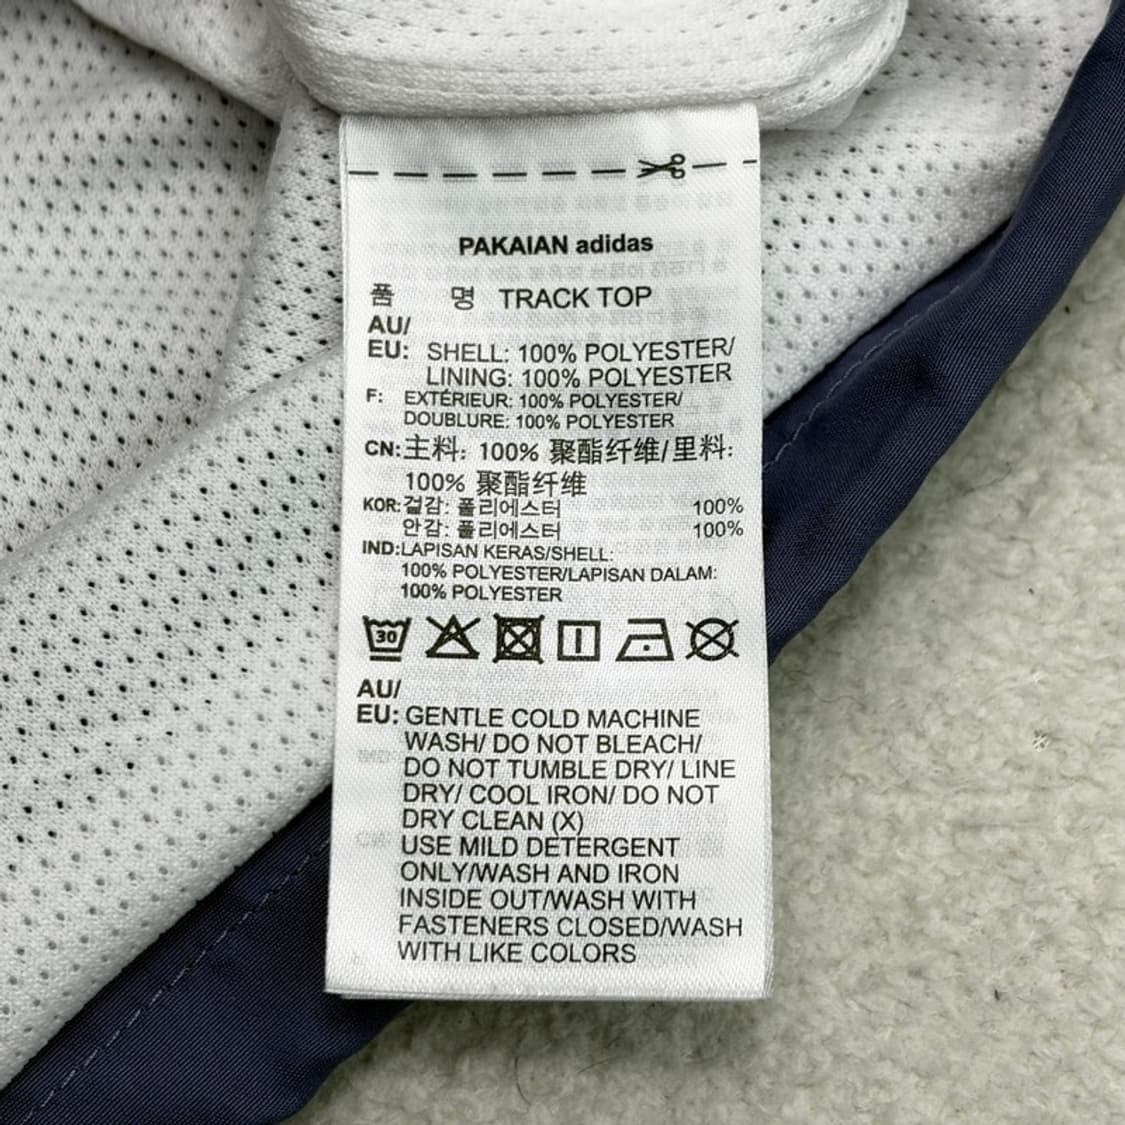 PAKAIAN adidas
품 명 TRACK TOP
AU/
EU: SHELL: 100% POLYESTER/
LINING: 100% POLYESTER
F: EXTÉRIEUR: 100% POLYESTER/
DOUBLURE: 100% POLYESTER
CN: 主料: 100% 聚酯纤维/里料:
100% 聚酯纤维
KOR: 겉감: 폴리에스터 100%
안감: 폴리에스터 100%
IND: LAPISAN KERAS/SHELL:
100% POLYESTER/LAPISAN DALAM:
100% POLYESTER
30
AU/
EU: GENTLE COLD MACHINE
WASH/ DO NOT BLEACH/
DO NOT TUMBLE DRY/ LINE
DRY/ COOL IRON/ DO NOT
DRY CLEAN (X)
USE MILD DETERGENT
ONLY/WASH AND IRON
INSIDE OUT/WASH WITH
FASTENERS CLOSED/WASH
WITH LIKE COLORS